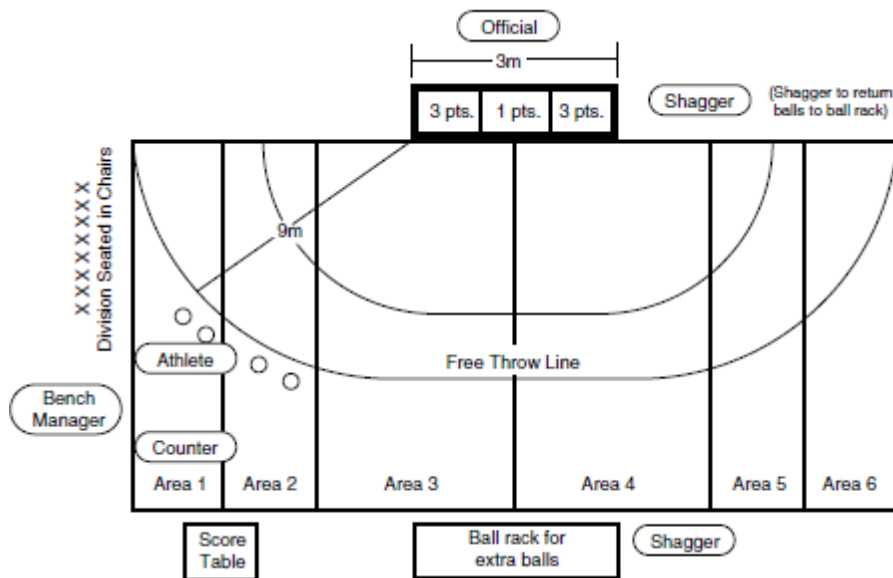 Official
3m
3 pts. 1 pts. 3 pts.
Shagger
(Shagger to return
balls to ball rack)
X X X X X X X X
Division Seated in Chairs
9m
Athlete
Free Throw Line
Bench
Manager
Counter
Area 1 Area 2 Area 3 Area 4 Area 5 Area 6
Score
Table
Ball rack for
extra balls
Shagger